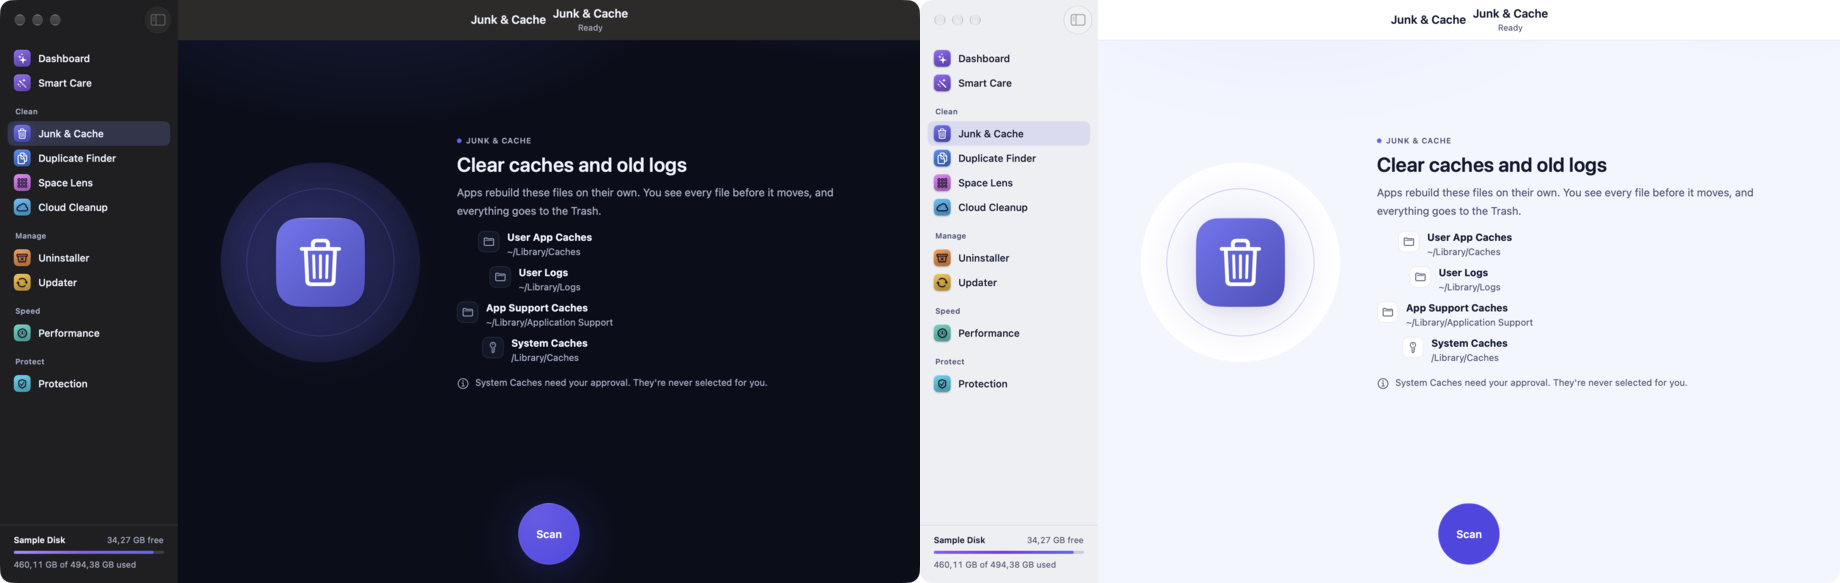 Junk & Cache
Junk & Cache
Ready
Dashboard
Smart Care
Clean
Junk & Cache
Duplicate Finder
Space Lens
Cloud Cleanup
Manage
Uninstaller
Updater
Speed
Performance
Protect
Protection
Sample Disk
34,27 GB free
460,11 GB of 494,38 GB used
JUNK & CACHE
Clear caches and old logs
Apps rebuild these files on their own. You see every file before it moves, and
everything goes to the Trash.
User App Caches
~/Library/Caches
User Logs
~/Library/Logs
App Support Caches
~/Library/Application Support
System Caches
/Library/Caches
System Caches need your approval. They're never selected for you.
Scan
Junk & Cache
Junk & Cache
Ready
Dashboard
Smart Care
Clean
Junk & Cache
Duplicate Finder
Space Lens
Cloud Cleanup
Manage
Uninstaller
Updater
Speed
Performance
Protect
Protection
Sample Disk
34,27 GB free
460,11 GB of 494,38 GB used
JUNK & CACHE
Clear caches and old logs
Apps rebuild these files on their own. You see every file before it moves, and
everything goes to the Trash.
User App Caches
~/Library/Caches
User Logs
~/Library/Logs
App Support Caches
~/Library/Application Support
System Caches
/Library/Caches
System Caches need your approval. They're never selected for you.
Scan